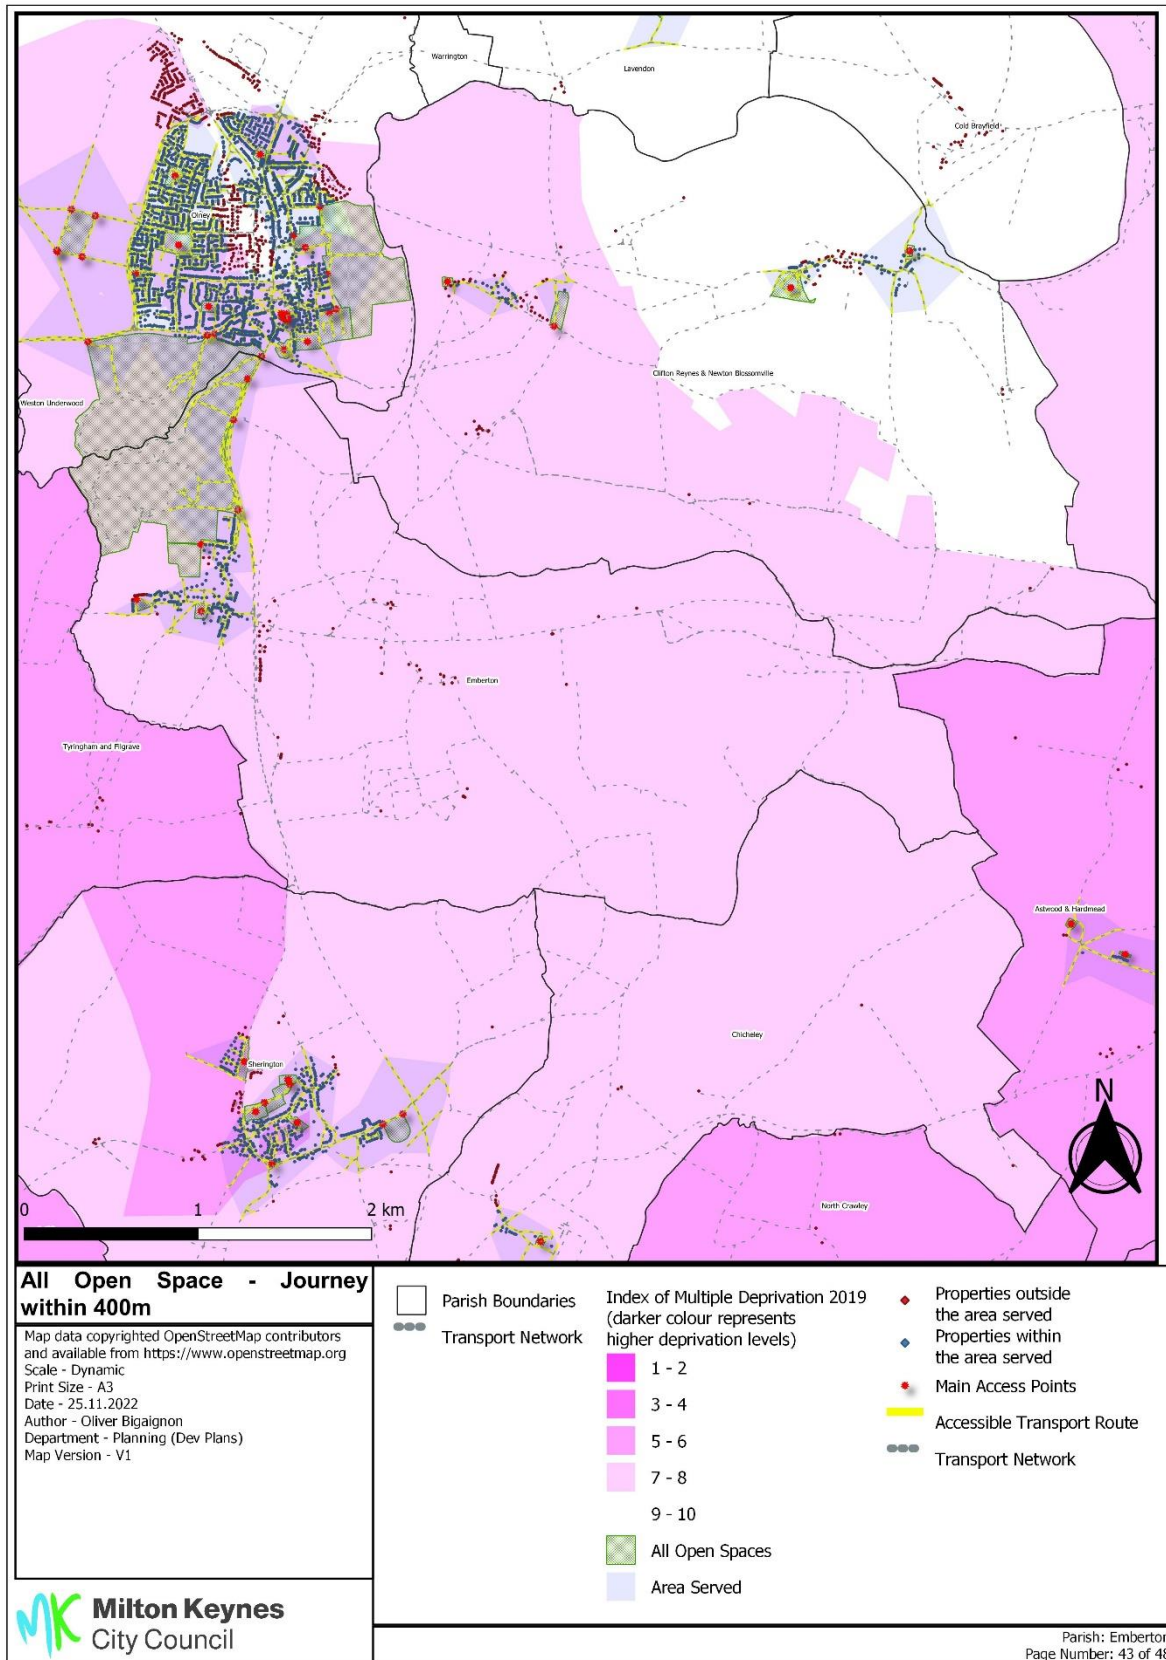 Warrington
Lavendon
Cold Brayfield
Olney
Clifton Reynes & Newton Blossomville
Weston Underwood
Emberton
Tyringham and Filgrave
Astwood & Hardmead
Chicheley
Sherington
North Crawley
N
0 1 2 km
All Open Space - Journey
within 400m
Map data copyrighted OpenStreetMap contributors
and available from https://www.openstreetmap.org
Scale - Dynamic
Print Size - A3
Date - 25.11.2022
Author - Oliver Bigaignon
Department - Planning (Dev Plans)
Map Version - V1
MK Milton Keynes
City Council
Parish Boundaries
Transport Network
Index of Multiple Deprivation 2019
(darker colour represents
higher deprivation levels)
1 - 2
3 - 4
5 - 6
7 - 8
9 - 10
All Open Spaces
Area Served
Properties outside
the area served
Properties within
the area served
Main Access Points
Accessible Transport Route
Transport Network
Parish: Emberton
Page Number: 43 of 48